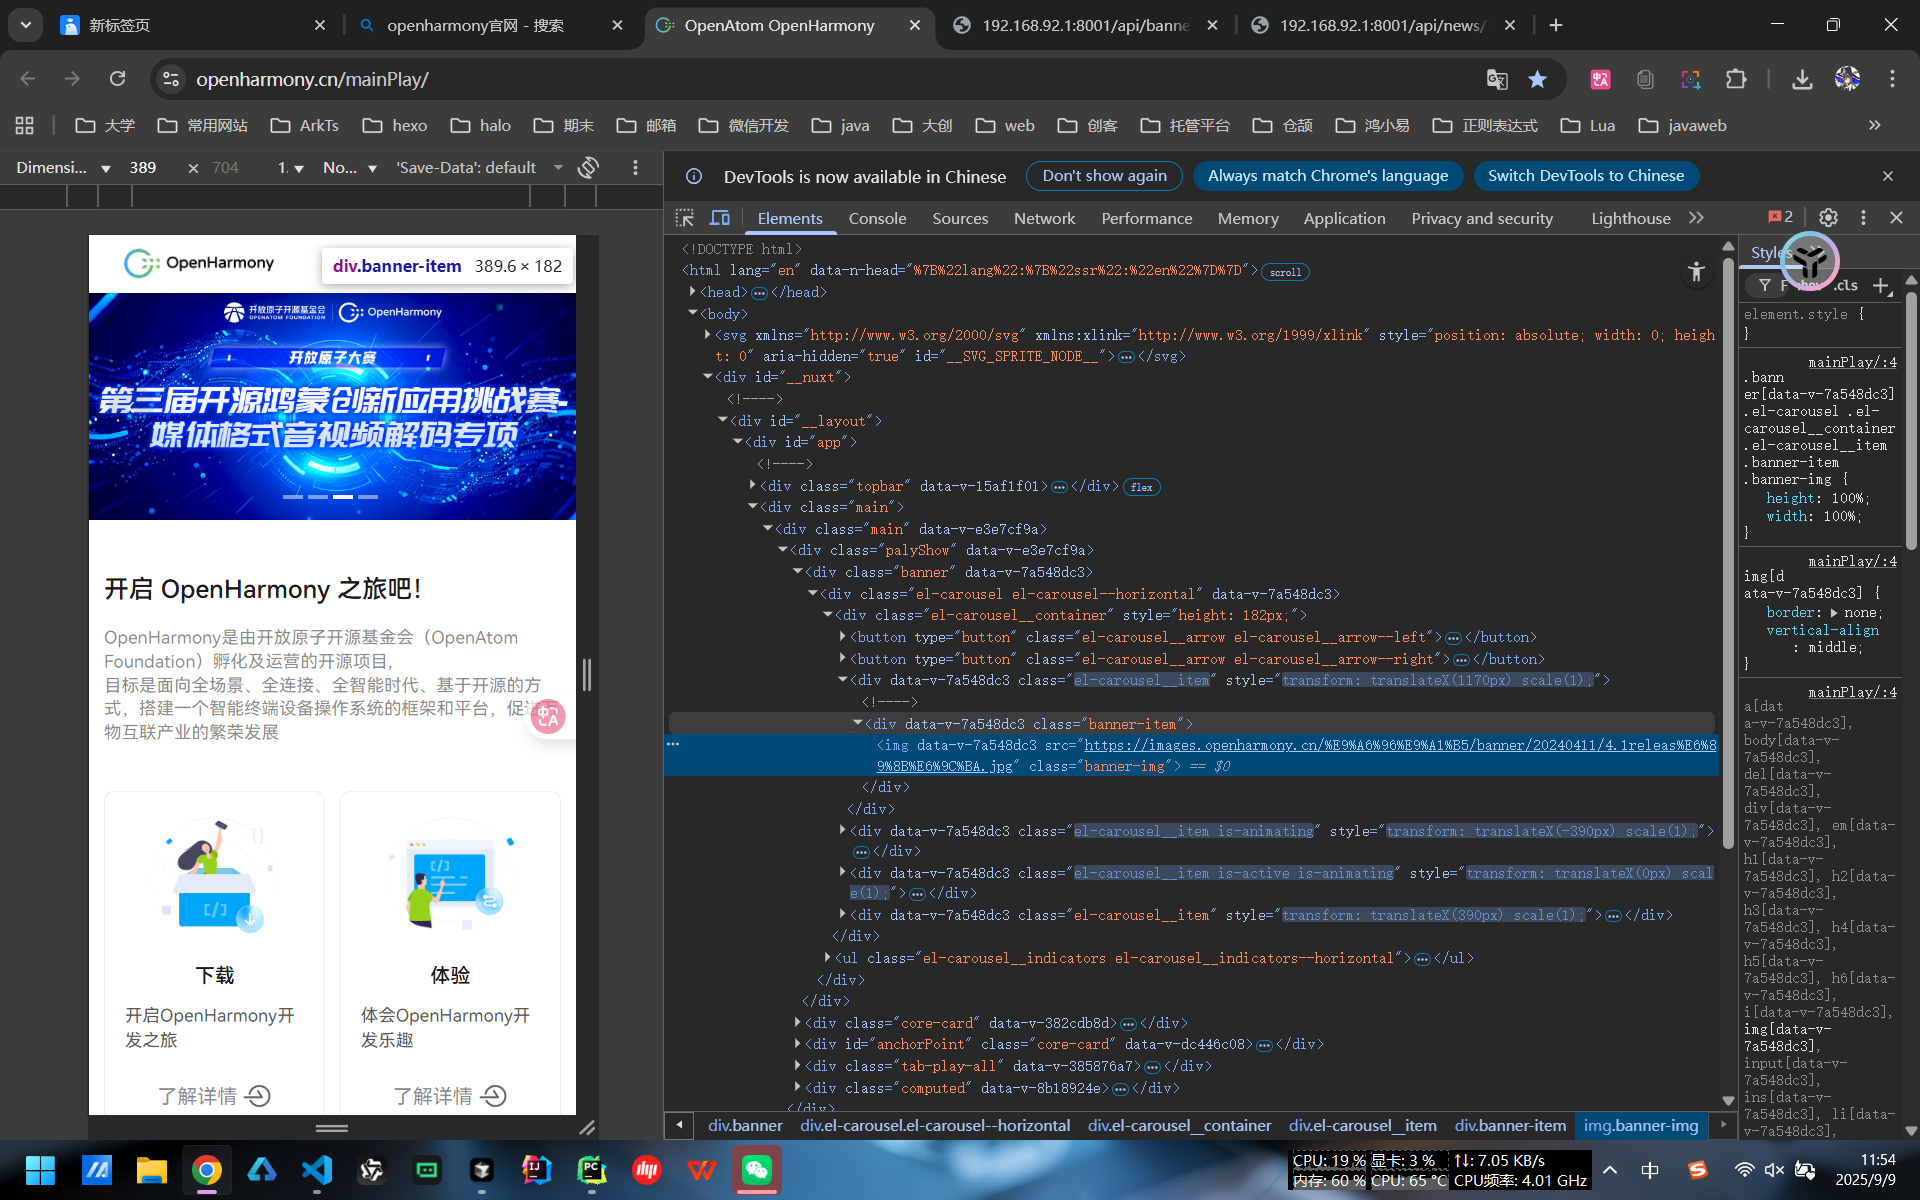 新标签页
openharmony官网 - 搜索
OpenAtom OpenHarmony
192.168.92.1:8001/api/banne
192.168.92.1:8001/api/news/
openharmony.cn/mainPlay/
大学
常用网站
ArkTs
hexo
halo
期末
邮箱
微信开发
java
大创
web
创客
托管平台
仓颉
鸿小易
正则表达式
Lua
javaweb
Dimensi...
389
704
1.
No...
'Save-Data': default
DevTools is now available in Chinese
Don't show again
Always match Chrome's language
Switch DevTools to Chinese
Elements
Console
Sources
Network
Performance
Memory
Application
Privacy and security
Lighthouse
2
OpenHarmony
div.banner-item 389.6 × 182
开放原子开源基金会
OPENATOM FOUNDATION
OpenHarmony
开放原子大赛
第三届开源鸿蒙创新应用挑战赛-
媒体格式音视频解码专项
开启 OpenHarmony 之旅吧！
OpenHarmony是由开放原子开源基金会（OpenAtom
Foundation）孵化及运营的开源项目,
目标是面向全场景、全连接、全智能时代、基于开源的方
式，搭建一个智能终端设备操作系统的框架和平台，促进
物互联产业的繁荣发展
下载
开启OpenHarmony开
发之旅
了解详情
体验
体会OpenHarmony开
发乐趣
了解详情
<!DOCTYPE html>
<html lang="en" data-n-head="%7B%22lang%22:%7B%22ssr%22:%22en%22%7D%7D"> scroll
<head> ⋯ </head>
<body>
<svg xmlns="http://www.w3.org/2000/svg" xmlns:xlink="http://www.w3.org/1999/xlink" style="position: absolute; width: 0; heigh
t: 0" aria-hidden="true" id="__SVG_SPRITE_NODE__"> ⋯ </svg>
<div id="__nuxt">
<!---->
<div id="__layout">
<div id="app">
<!---->
<div class="topbar" data-v-15af1f01> ⋯ </div> flex
<div class="main">
<div class="main" data-v-e3e7cf9a>
<div class="palyShow" data-v-e3e7cf9a>
<div class="banner" data-v-7a548dc3>
<div class="el-carousel el-carousel--horizontal" data-v-7a548dc3>
<div class="el-carousel__container" style="height: 182px;">
<button type="button" class="el-carousel__arrow el-carousel__arrow--left"> ⋯ </button>
<button type="button" class="el-carousel__arrow el-carousel__arrow--right"> ⋯ </button>
<div data-v-7a548dc3 class="el-carousel__item" style="transform: translateX(1170px) scale(1);">
<!---->
<div data-v-7a548dc3 class="banner-item">
<img data-v-7a548dc3 src="https://images.openharmony.cn/%E9%A6%96%E9%A1%B5/banner/20240411/4.1releas%E6%8
9%8B%E6%9C%BA.jpg" class="banner-img"> == $0
</div>
</div>
<div data-v-7a548dc3 class="el-carousel__item is-animating" style="transform: translateX(-390px) scale(1);">
⋯ </div>
<div data-v-7a548dc3 class="el-carousel__item is-active is-animating" style="transform: translateX(0px) scal
e(1);"> ⋯ </div>
<div data-v-7a548dc3 class="el-carousel__item" style="transform: translateX(390px) scale(1);"> ⋯ </div>
</div>
<ul class="el-carousel__indicators el-carousel__indicators--horizontal"> ⋯ </ul>
</div>
</div>
<div class="core-card" data-v-382cdb8d> ⋯ </div>
<div id="anchorPoint" class="core-card" data-v-dc446c08> ⋯ </div>
<div class="tab-play-all" data-v-385876a7> ⋯ </div>
<div class="computed" data-v-8b18924e> ⋯ </div>
</div>
div.banner
div.el-carousel.el-carousel--horizontal
div.el-carousel__container
div.el-carousel__item
div.banner-item
img.banner-img
Styles
.cls
element.style {
}
mainPlay/:4
.bann
er[data-v-7a548dc3]
.el-carousel .el-
carousel__container
.el-carousel__item
.banner-item
.banner-img {
height: 100%;
width: 100%;
}
mainPlay/:4
img[d
ata-v-7a548dc3] {
border: none;
vertical-align
: middle;
}
mainPlay/:4
a[dat
a-v-7a548dc3],
body[data-v-
7a548dc3],
del[data-v-
7a548dc3],
div[data-v-
7a548dc3], em[data-
v-7a548dc3],
h1[data-v-
7a548dc3], h2[data-
v-7a548dc3],
h3[data-v-
7a548dc3], h4[data-
v-7a548dc3],
h5[data-v-
7a548dc3], h6[data-
v-7a548dc3],
i[data-v-7a548dc3],
img[data-v-
7a548dc3],
input[data-v-
7a548dc3],
ins[data-v-
7a548dc3], li[data-
v-7a548dc3],
CPU: 19 % 显卡: 3 % ↑↓: 7.05 KB/s
内存: 60 % CPU: 65 °C CPU频率: 4.01 GHz
中
11:54
2025/9/9